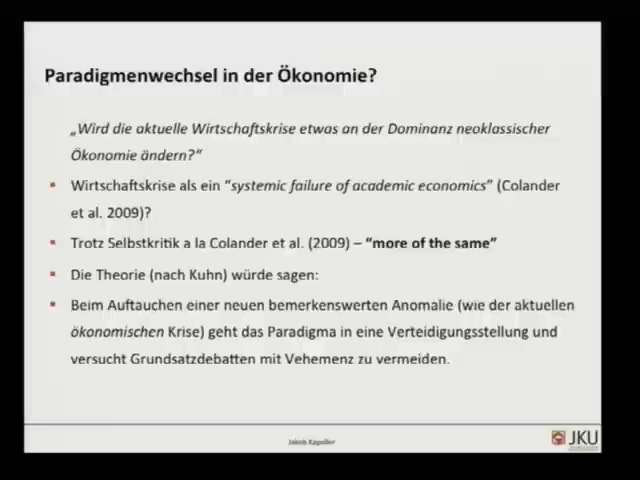 Paradigmenwechsel in der Ökonomie?
„Wird die aktuelle Wirtschaftskrise etwas an der Dominanz neoklassischer
Ökonomie ändern?“
Wirtschaftskrise als ein “systemic failure of academic economics” (Colander
et al. 2009)?
Trotz Selbstkritik a la Colander et al. (2009) – “more of the same”
Die Theorie (nach Kuhn) würde sagen:
Beim Auftauchen einer neuen bemerkenswerten Anomalie (wie der aktuellen
ökonomischen Krise) geht das Paradigma in eine Verteidigungsstellung und
versucht Grundsatzdebatten mit Vehemenz zu vermeiden.
Jakob Kapeller
JKU